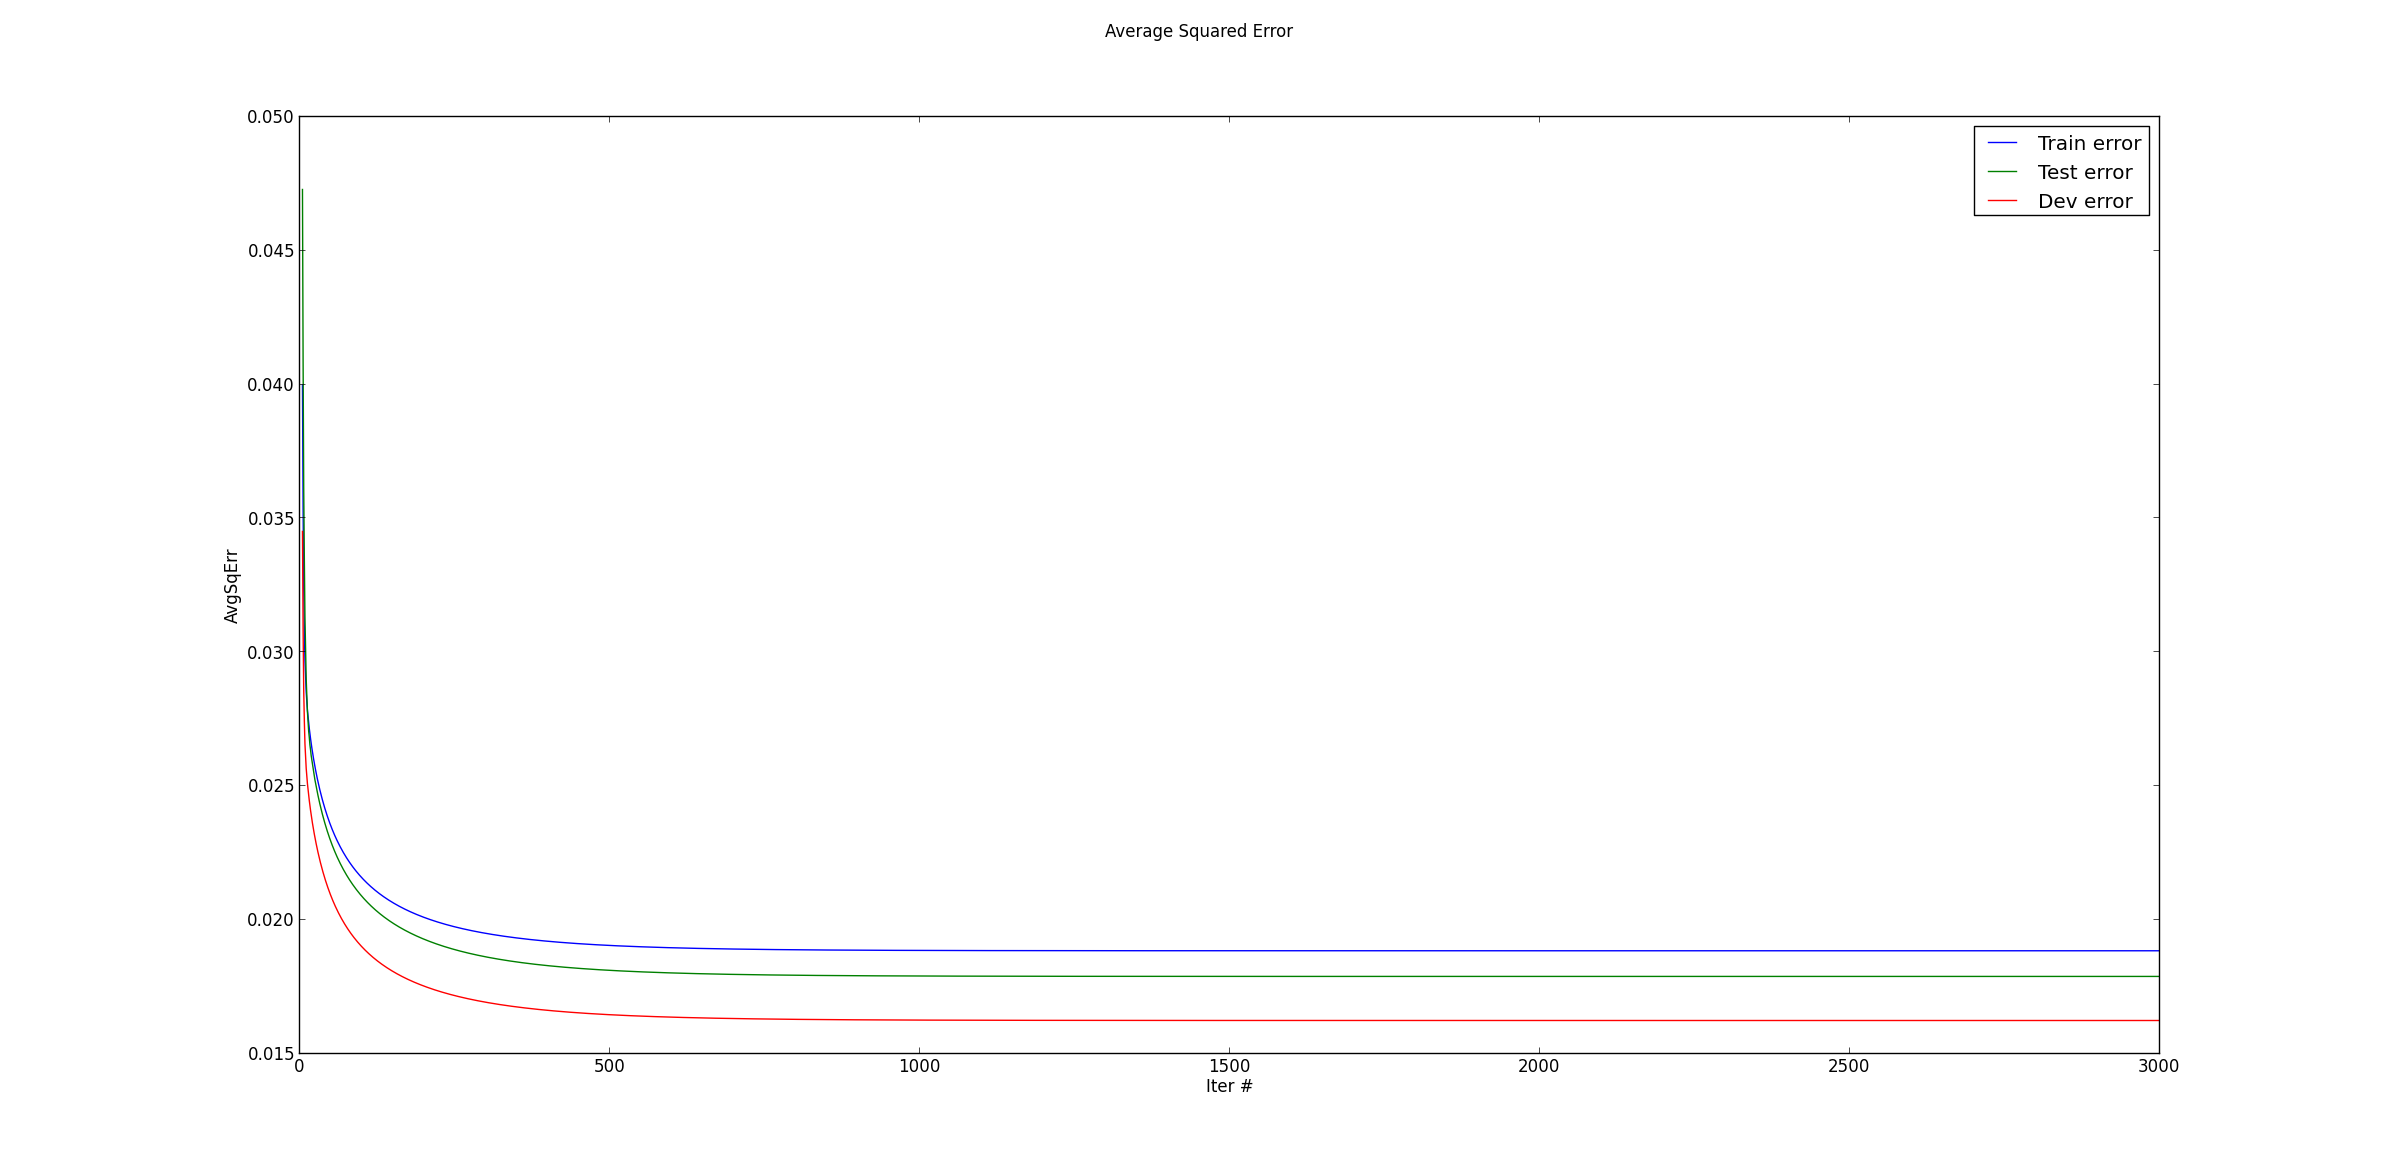 Average Squared Error
0.050
0.045
0.040
0.035
0.030
0.025
0.020
0.015
AvgSqErr
Train error
Test error
Dev error
0 500 1000 1500 2000 2500 3000
Iter #